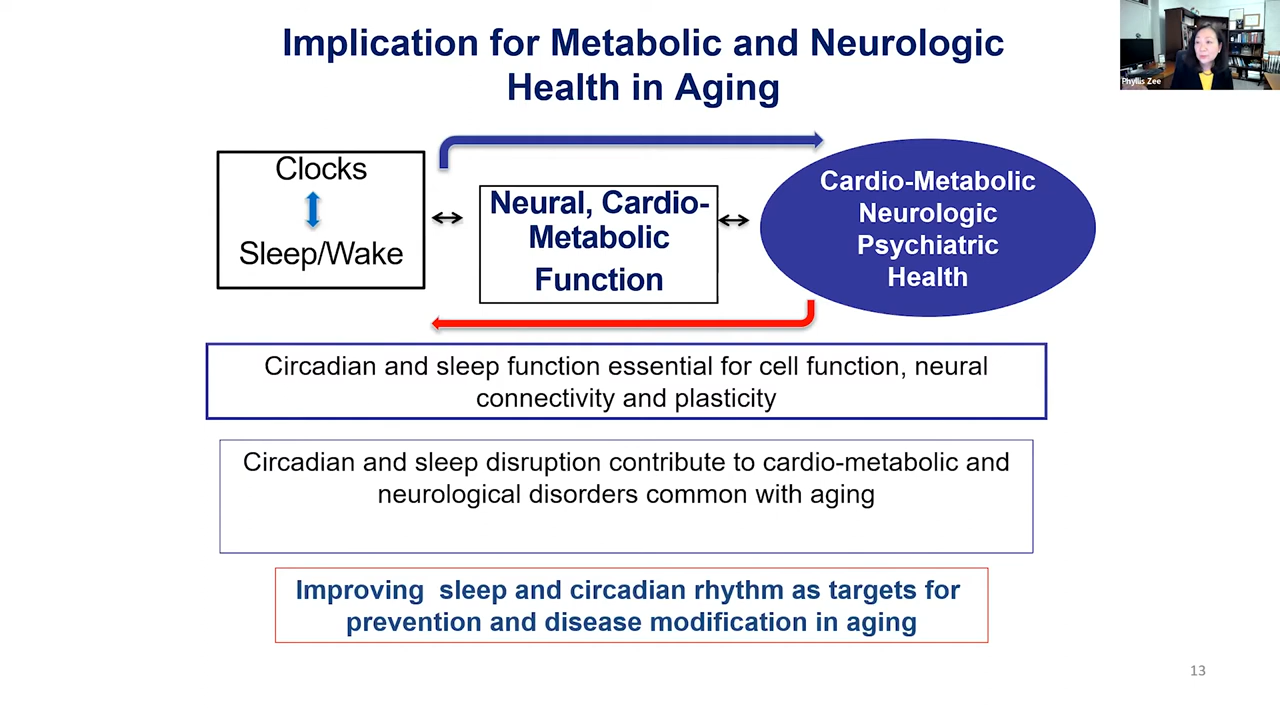 Implication for Metabolic and Neurologic
Health in Aging
Phyllis Zee
Clocks
Sleep/Wake
Neural, Cardio-
Metabolic
Function
Cardio-Metabolic
Neurologic
Psychiatric
Health
Circadian and sleep function essential for cell function, neural
connectivity and plasticity
Circadian and sleep disruption contribute to cardio-metabolic and
neurological disorders common with aging
Improving  sleep and circadian rhythm as targets for
prevention and disease modification in aging
13